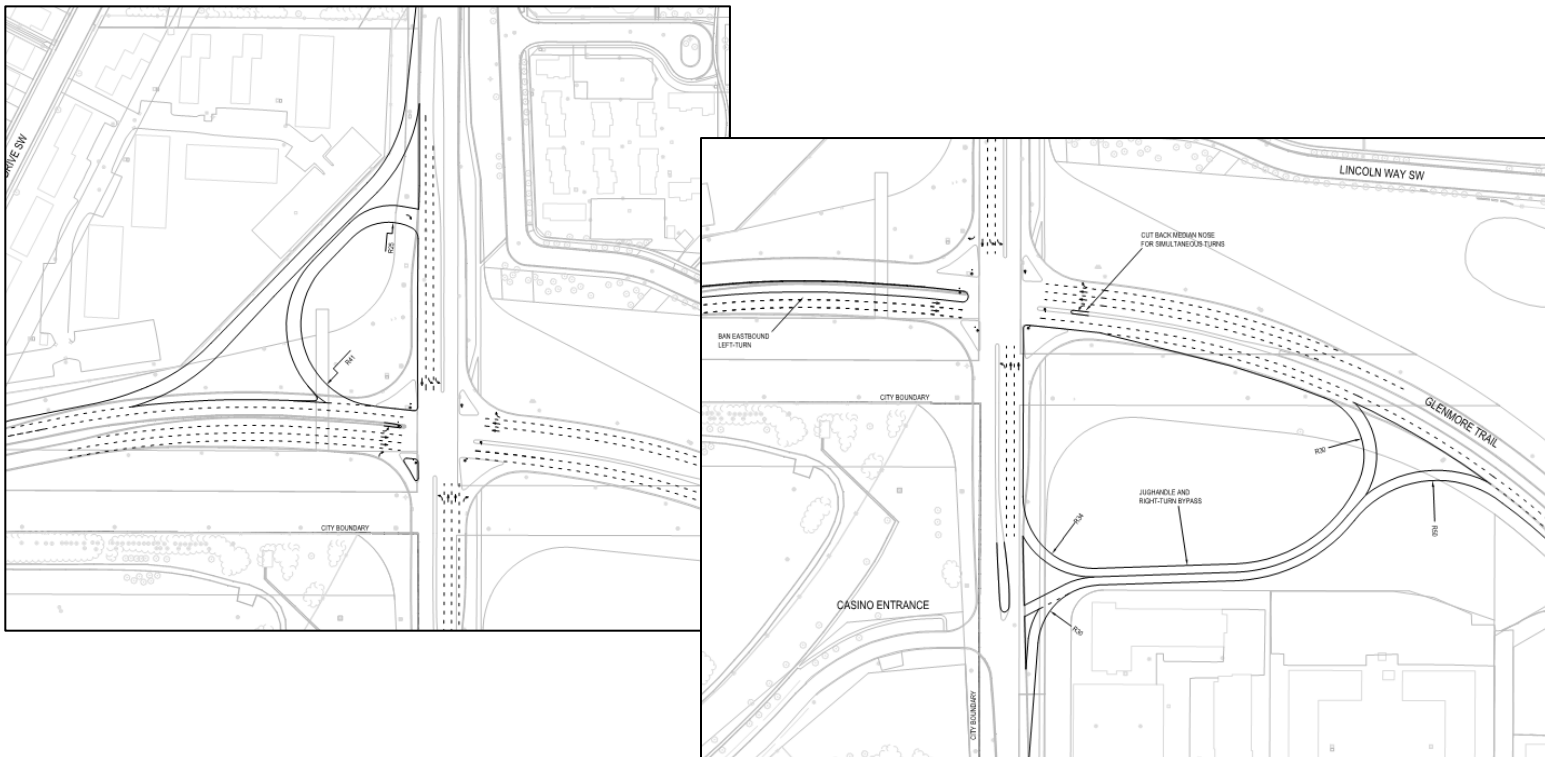 DRIVE SW
R25
R41
CITY BOUNDARY
LINCOLN WAY SW
CUT BACK MEDIAN NOSE
FOR SIMULTANEOUS TURNS
BAN EASTBOUND
LEFT-TURN
CITY BOUNDARY
GLENMORE TRAIL
R30
JUGHANDLE AND
RIGHT-TURN BYPASS
R34
R50
CASINO ENTRANCE
R30
CITY BOUNDARY